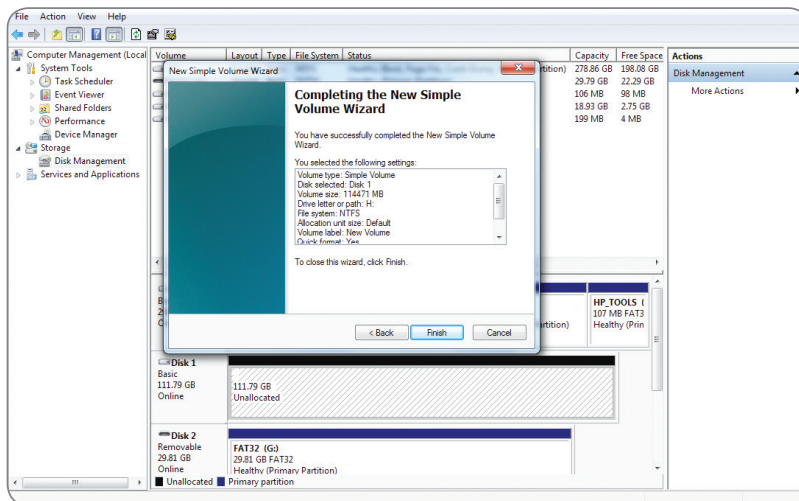 File Action View Help
Computer Management (Local
System Tools
Task Scheduler
Event Viewer
Shared Folders
Performance
Device Manager
Storage
Disk Management
Services and Applications
Volume Layout Type File System Status Capacity Free Space
tition) 278.86 GB 198.08 GB
29.79 GB 22.29 GB
106 MB 98 MB
18.93 GB 2.75 GB
199 MB 4 MB
Actions
Disk Management
More Actions
New Simple Volume Wizard
Completing the New Simple
Volume Wizard
You have successfully completed the New Simple Volume
Wizard.
You selected the following settings:
Volume type: Simple Volume
Disk selected: Disk 1
Volume size: 114471 MB
Drive letter or path: H:
File system: NTFS
Allocation unit size: Default
Volume label: New Volume
Quick format: Yes
To close this wizard, click Finish.
< Back Finish Cancel
artition)
HP_TOOLS (
107 MB FAT3
Healthy (Prin
Disk 1
Basic
111.79 GB
Online
111.79 GB
Unallocated
Disk 2
Removable
29.81 GB
Online
FAT32 (G:)
29.81 GB FAT32
Healthy (Primary Partition)
Unallocated Primary partition